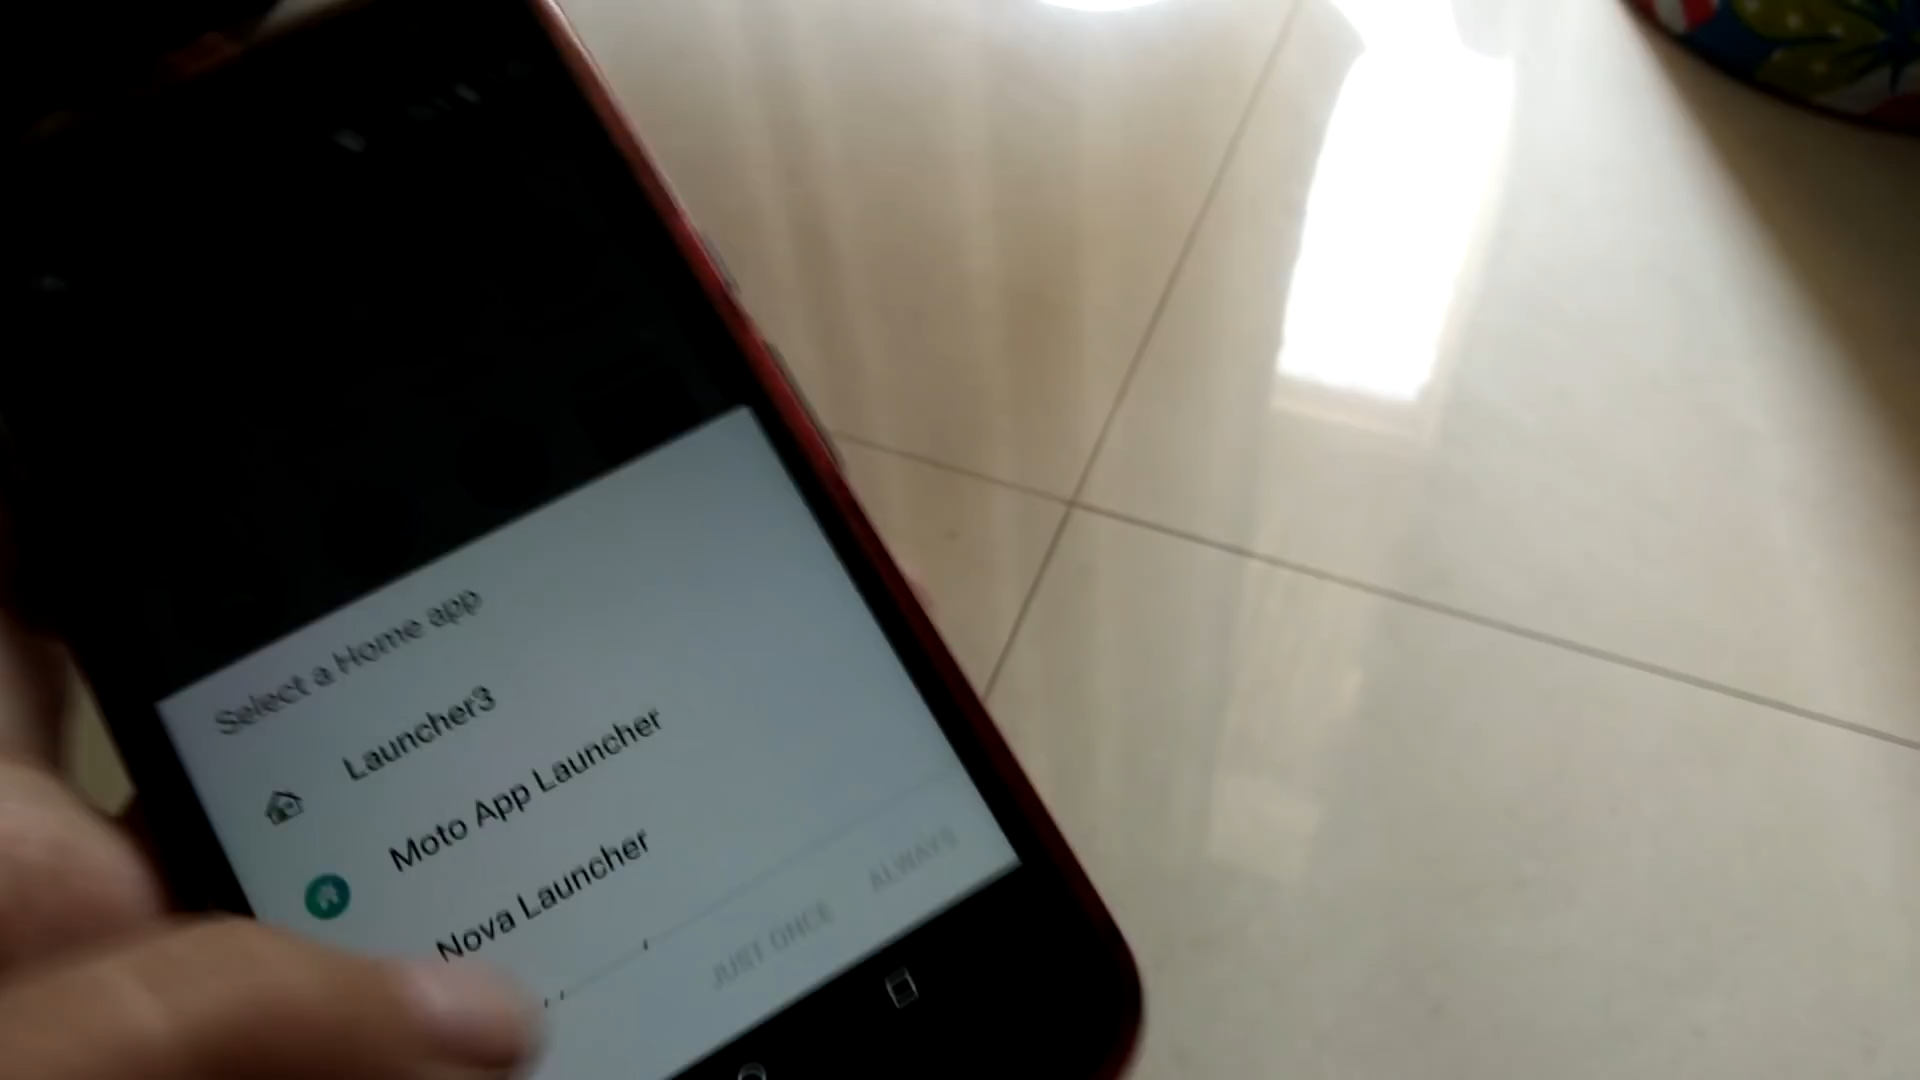 Select a Home app
Launcher3
Moto App Launcher
Nova Launcher
JUST ONCE
ALWAYS